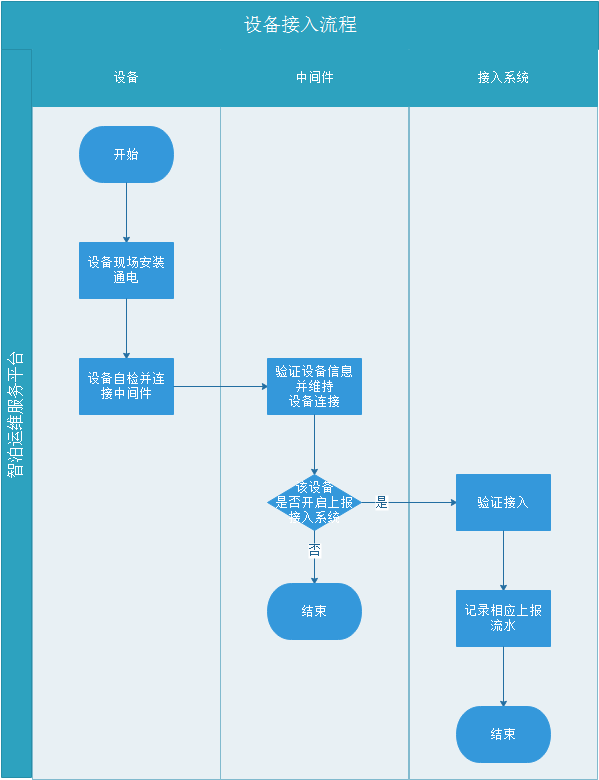 设备接入流程
设备
中间件
接入系统
智泊运维服务平台
开始
设备现场安装
通电
设备自检并连
接中间件
验证设备信息
并维持
设备连接
该设备
是否开启上报
接入系统
是
否
结束
验证接入
记录相应上报
流水
结束